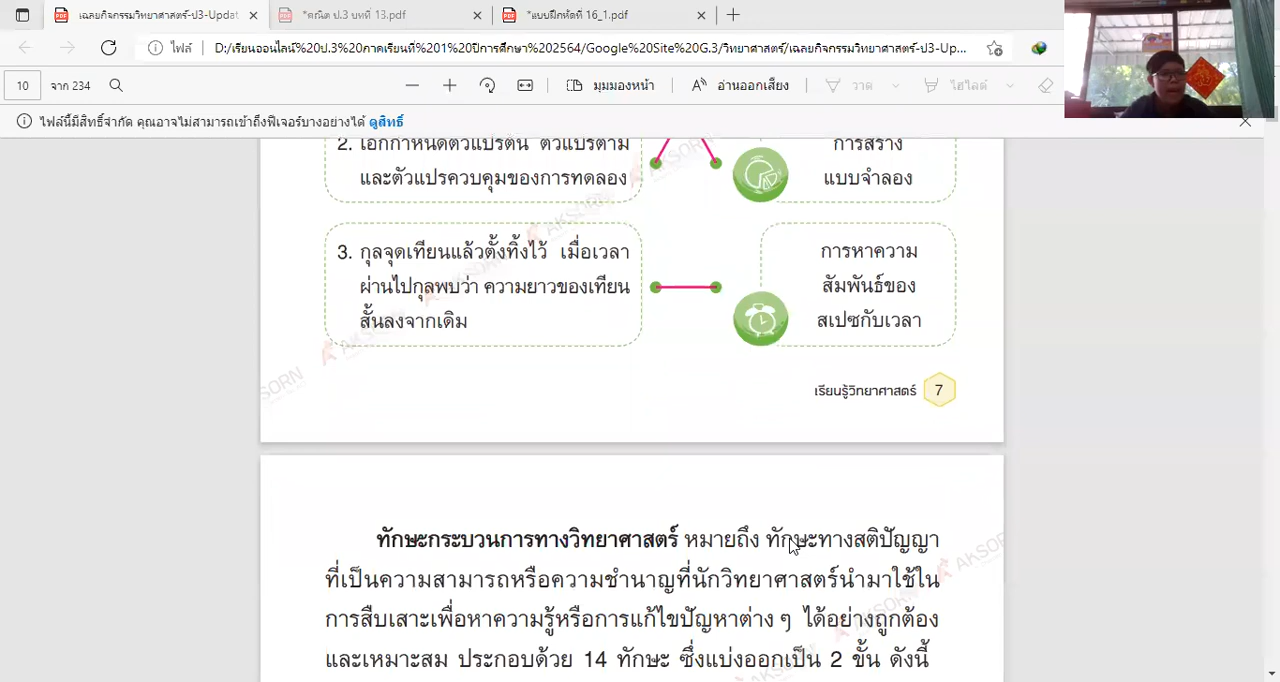 เฉลยกิจกรรมวิทยาศาสตร์-ป3-Updat
*คณิต ป.3 บทที่ 13.pdf
*แบบฝึกหัดที่ 16_1.pdf
ไฟล์
D:/เรียนออนไลน์%20ป.3%20ภาคเรียนที่%201%20ปีการศึกษา%202564/Google%20Site%20G.3/วิทยาศาสตร์/เฉลยกิจกรรมวิทยาศาสตร์-ป3-Up...
10 จาก 234
มุมมองหน้า
อ่านออกเสียง
วาด
ไฮไลต์
ไฟล์นี้มีสิทธิ์จำกัด คุณอาจไม่สามารถเข้าถึงฟีเจอร์บางอย่างได้ ดูสิทธิ์
2. เอกกำหนดตัวแปรต้น ตัวแปรตาม
และตัวแปรควบคุมของการทดลอง
การสร้าง
แบบจำลอง
3. กุลจุดเทียนแล้วตั้งทิ้งไว้ เมื่อเวลา
ผ่านไปกุลพบว่า ความยาวของเทียน
สั้นลงจากเดิม
การหาความ
สัมพันธ์ของ
สเปซกับเวลา
เรียนรู้วิทยาศาสตร์ 7
ทักษะกระบวนการทางวิทยาศาสตร์ หมายถึง ทักษะทางสติปัญญา
ที่เป็นความสามารถหรือความชำนาญที่นักวิทยาศาสตร์นำมาใช้ใน
การสืบเสาะเพื่อหาความรู้หรือการแก้ไขปัญหาต่าง ๆ ได้อย่างถูกต้อง
และเหมาะสม ประกอบด้วย 14 ทักษะ ซึ่งแบ่งออกเป็น 2 ขั้น ดังนี้
AKSORN
AKSORN
AKSORN
AKSORN
AKSORN